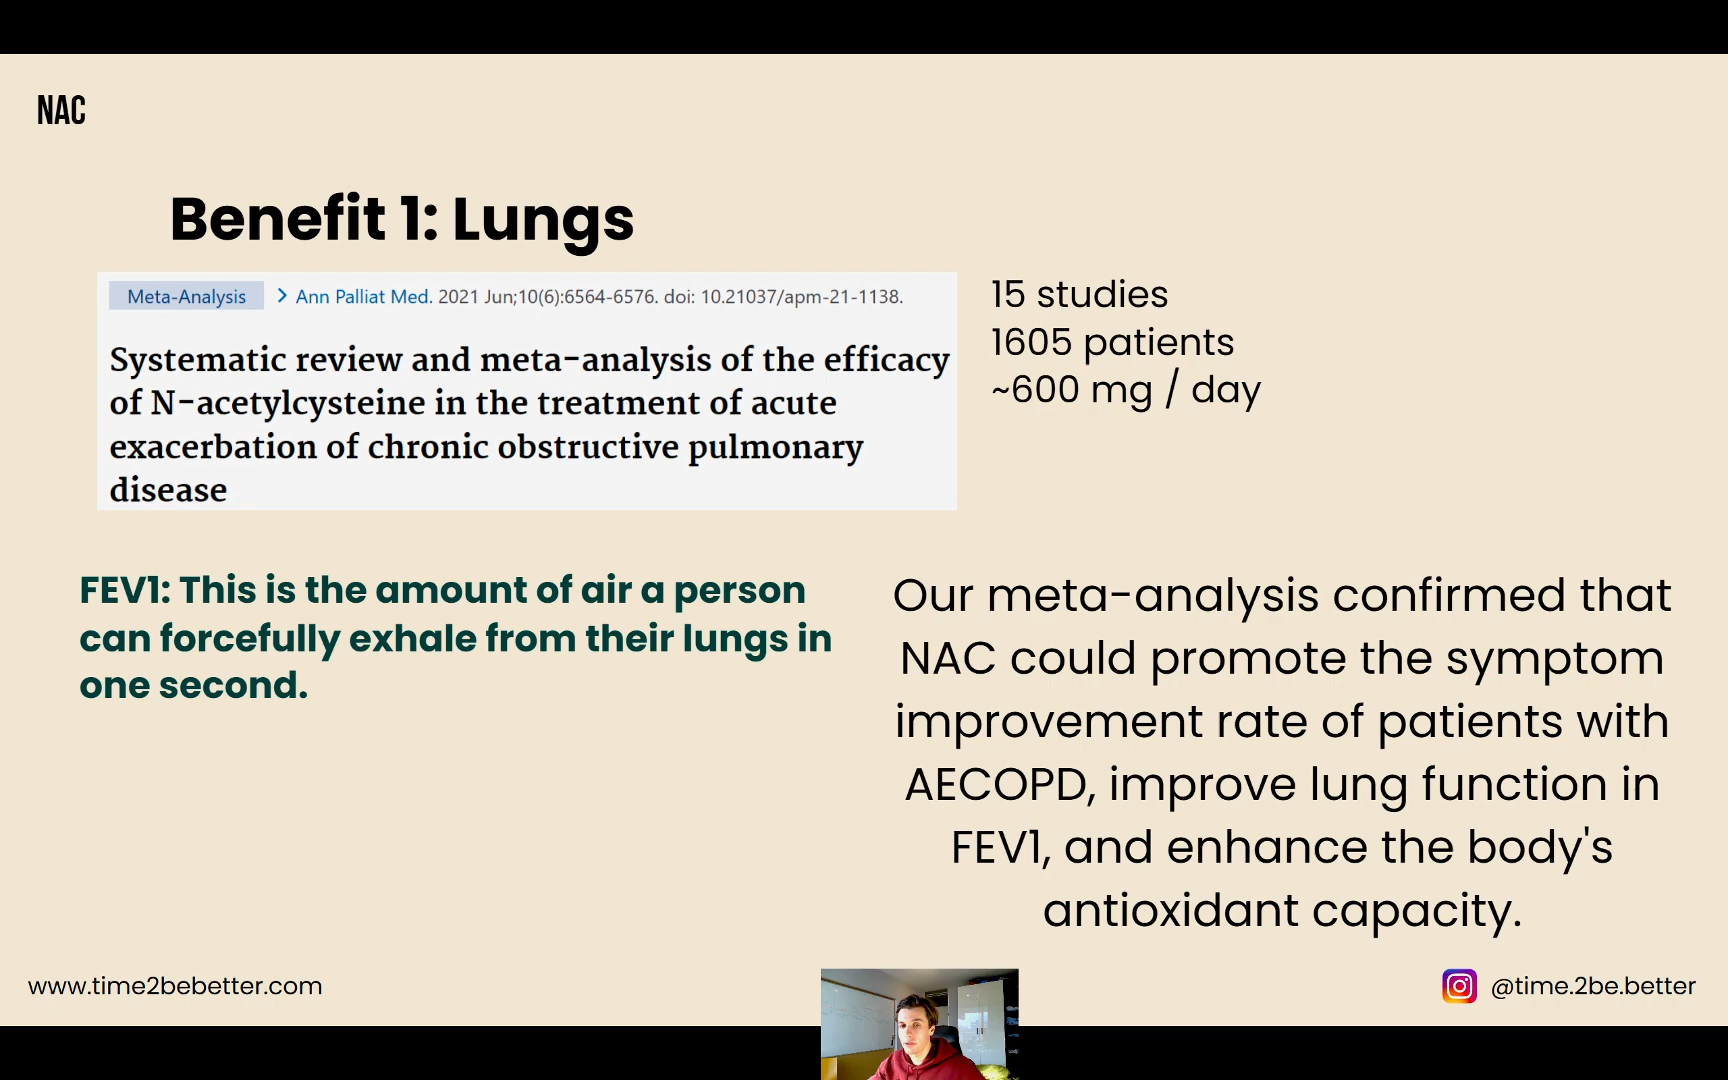 NAC
Benefit 1: Lungs
Meta-Analysis > Ann Palliat Med. 2021 Jun;10(6):6564-6576. doi: 10.21037/apm-21-1138.
Systematic review and meta-analysis of the efficacy
of N-acetylcysteine in the treatment of acute
exacerbation of chronic obstructive pulmonary
disease
15 studies
1605 patients
~600 mg / day
FEV1: This is the amount of air a person
can forcefully exhale from their lungs in
one second.
Our meta-analysis confirmed that
NAC could promote the symptom
improvement rate of patients with
AECOPD, improve lung function in
FEV1, and enhance the body's
antioxidant capacity.
www.time2bebetter.com
@time.2be.better